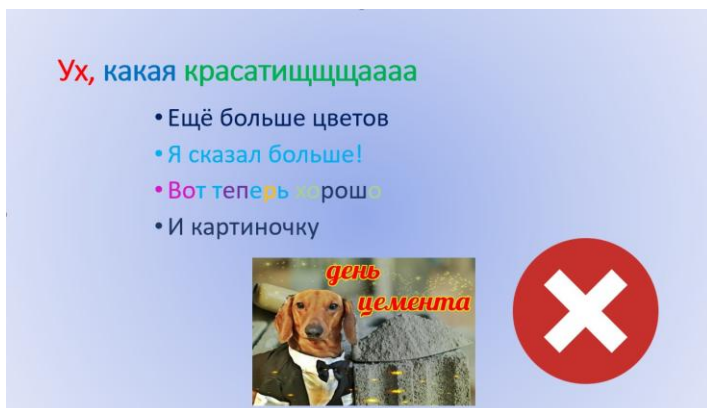 Ух, какая красатищщщаааа
• Ещё больше цветов
• Я сказал больше!
• Вот теперь хорошо
• И картиночку
день
цемента